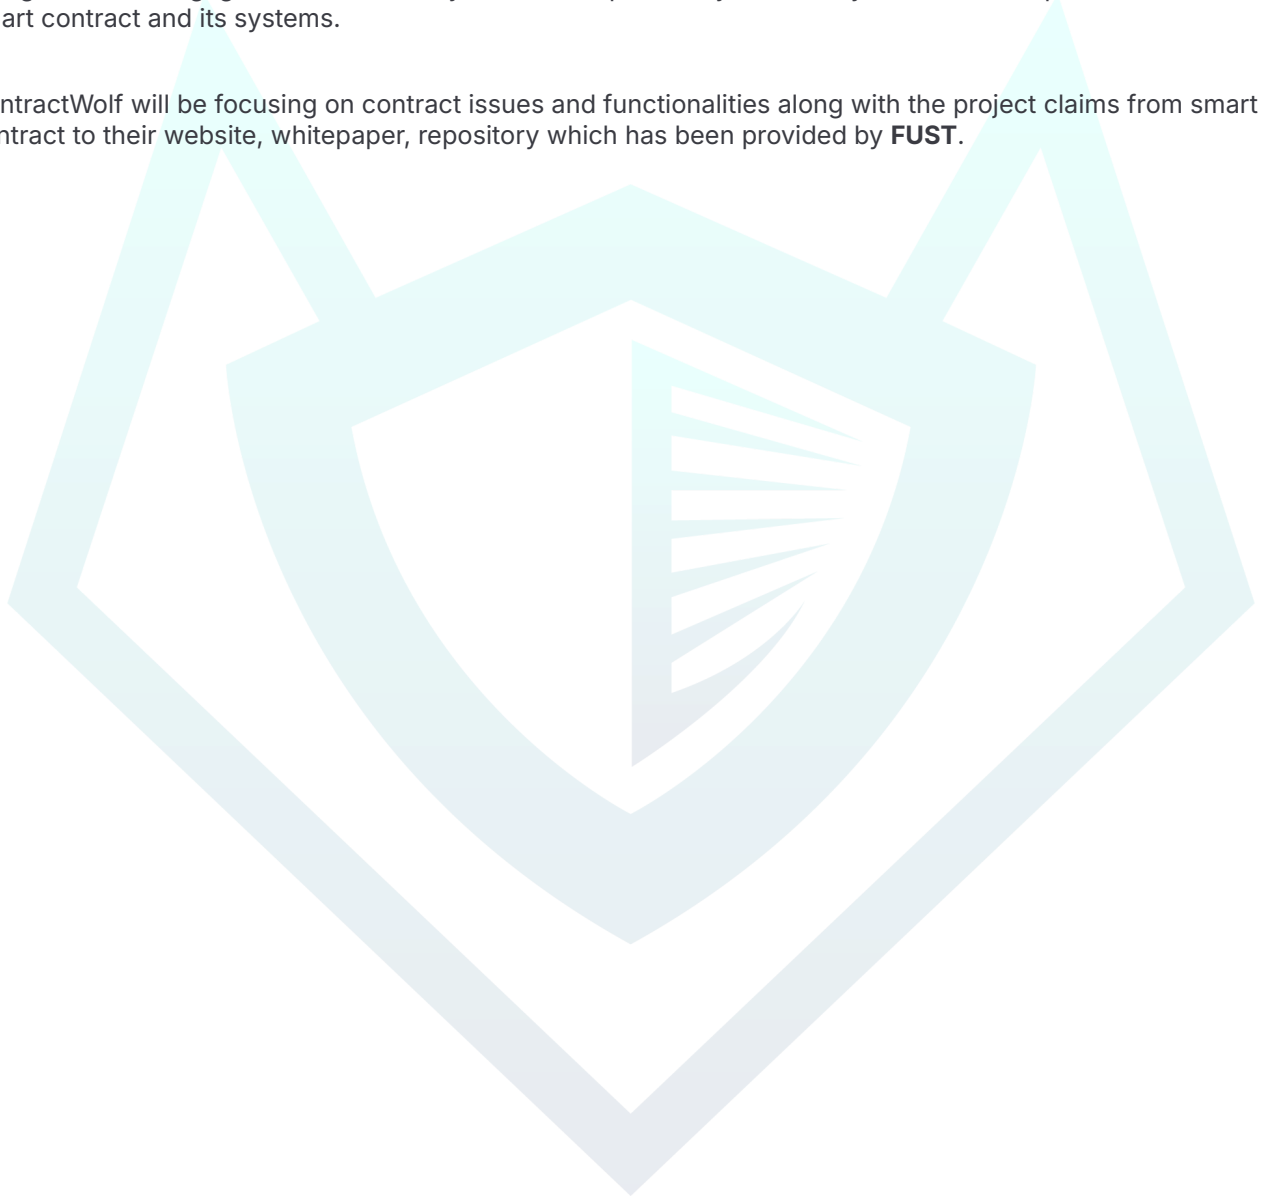 art contract and its systems.
ntractWolf will be focusing on contract issues and functionalities along with the project claims from smart
ntract to their website, whitepaper, repository which has been provided by FUST.